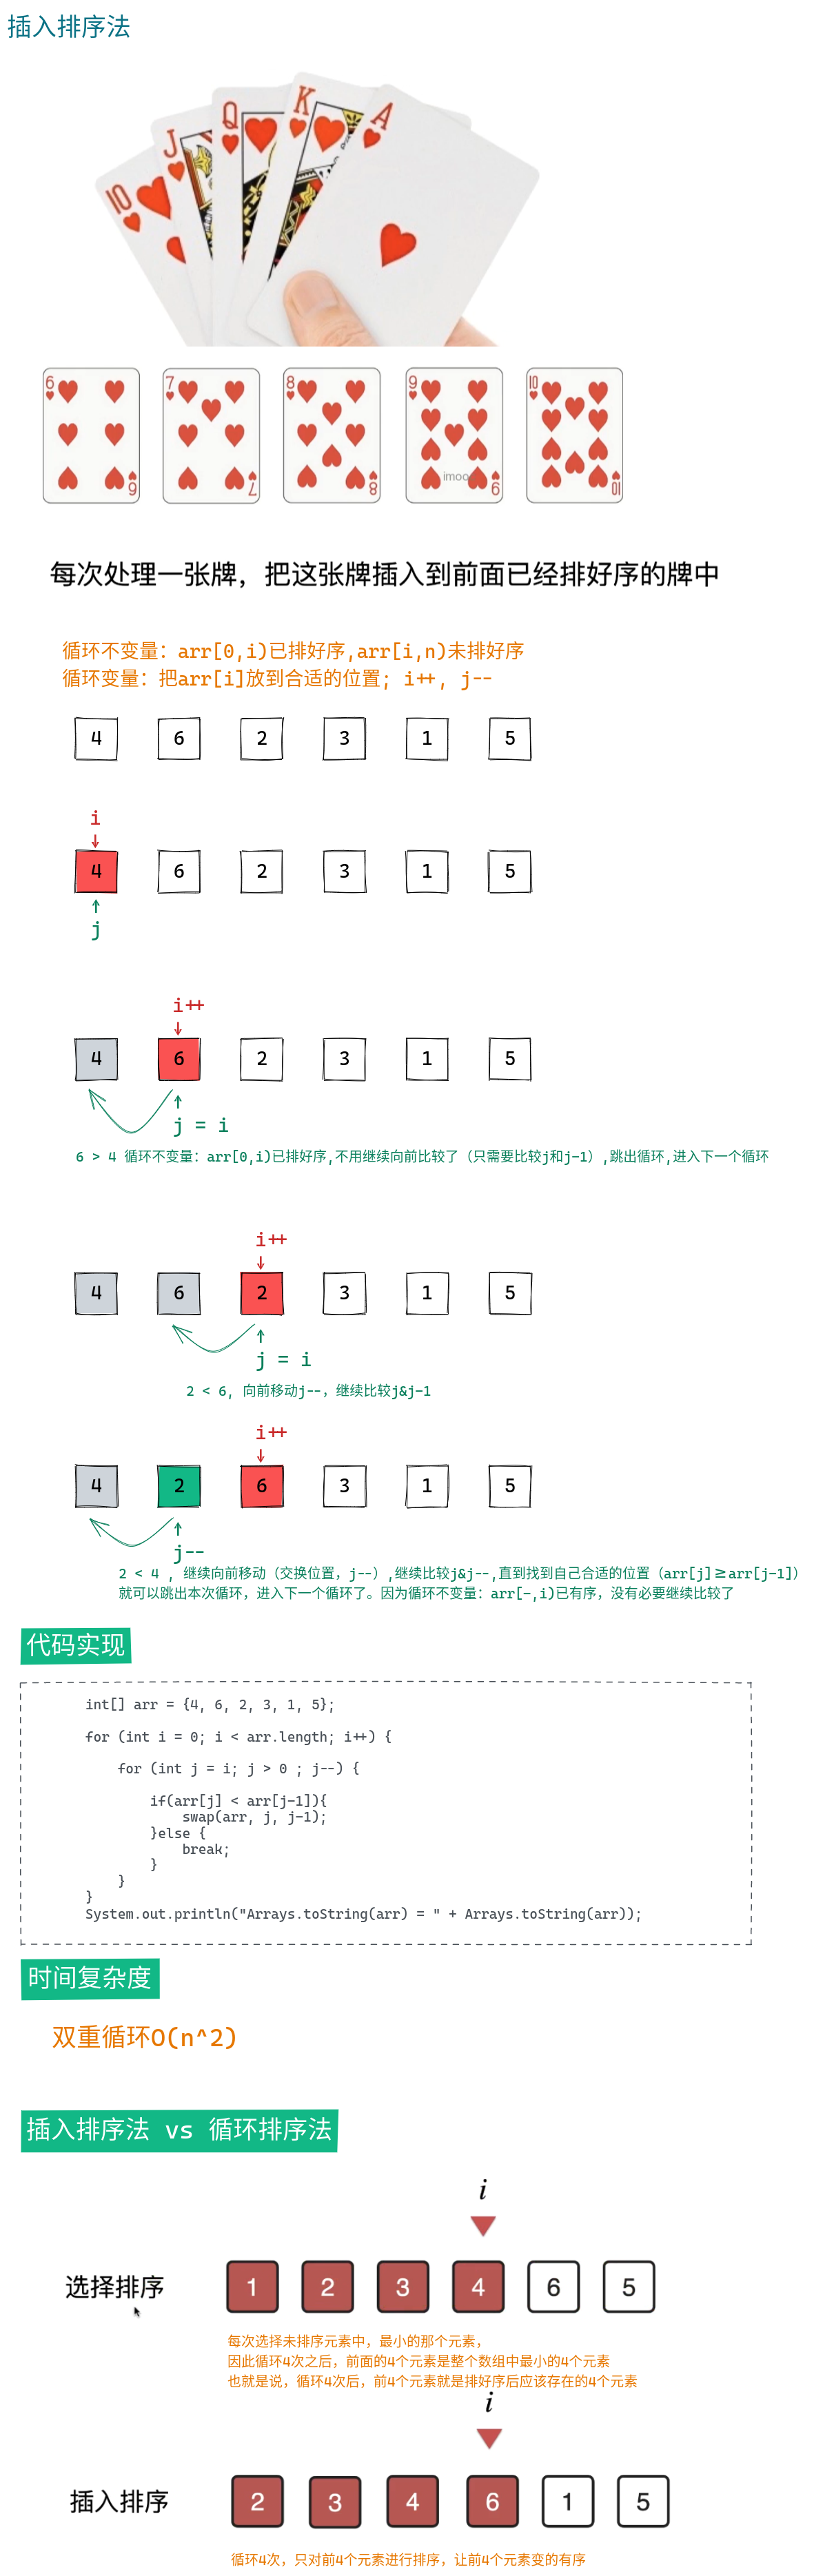 插入排序法
10
J
Q
K
A
6
7
8
9
10
imoo
9
7
8
9
10
每次处理一张牌，把这张牌插入到前面已经排好序的牌中
循环不变量：arr[0,i)已排好序,arr[i,n)未排好序
循环变量：把arr[i]放到合适的位置; i++, j--
4 6 2 3 1 5
i
4 6 2 3 1 5
j
i++
4 6 2 3 1 5
j = i
6 > 4 循环不变量：arr[0,i)已排好序,不用继续向前比较了（只需要比较j和j-1）,跳出循环,进入下一个循环
i++
4 6 2 3 1 5
j = i
2 < 6, 向前移动j--，继续比较j&j-1
i++
4 2 6 3 1 5
j--
2 < 4 , 继续向前移动（交换位置，j--）,继续比较j&j--,直到找到自己合适的位置（arr[j]≥arr[j-1]）
就可以跳出本次循环，进入下一个循环了。因为循环不变量：arr[-,i)已有序，没有必要继续比较了
代码实现
int[] arr = {4, 6, 2, 3, 1, 5};
for (int i = 0; i < arr.length; i++) {
for (int j = i; j > 0 ; j--) {
if(arr[j] < arr[j-1]){
swap(arr, j, j-1);
}else {
break;
}
}
}
System.out.println("Arrays.toString(arr) = " + Arrays.toString(arr));
时间复杂度
双重循环O(n^2)
插入排序法 vs 循环排序法
i
选择排序 1 2 3 4 6 5
每次选择未排序元素中，最小的那个元素，
因此循环4次之后，前面的4个元素是整个数组中最小的4个元素
也就是说，循环4次后，前4个元素就是排好序后应该存在的4个元素
i
插入排序 2 3 4 6 1 5
循环4次，只对前4个元素进行排序，让前4个元素变的有序